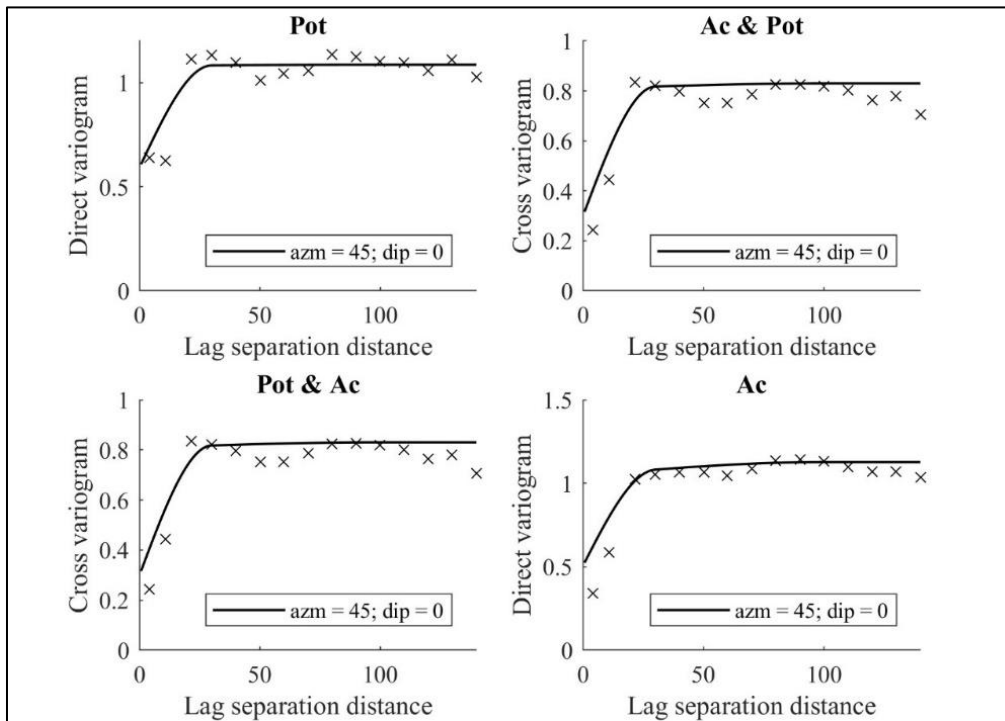 Pot
Direct variogram
1
0.5
0
azm = 45; dip = 0
0 50 100
Lag separation distance
Ac & Pot
Cross variogram
1
0.8
0.6
0.4
0.2
0
azm = 45; dip = 0
0 50 100
Lag separation distance
Pot & Ac
Cross variogram
1
0.8
0.6
0.4
0.2
0
azm = 45; dip = 0
0 50 100
Lag separation distance
Ac
Direct variogram
1.5
1
0.5
0
azm = 45; dip = 0
0 50 100
Lag separation distance